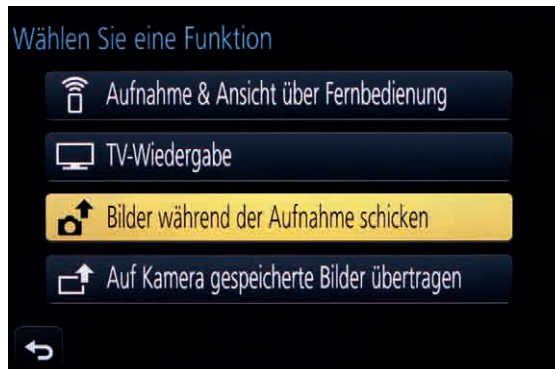 Wählen Sie eine Funktion
Aufnahme & Ansicht über Fernbedienung
TV-Wiedergabe
Bilder während der Aufnahme schicken
Auf Kamera gespeicherte Bilder übertragen